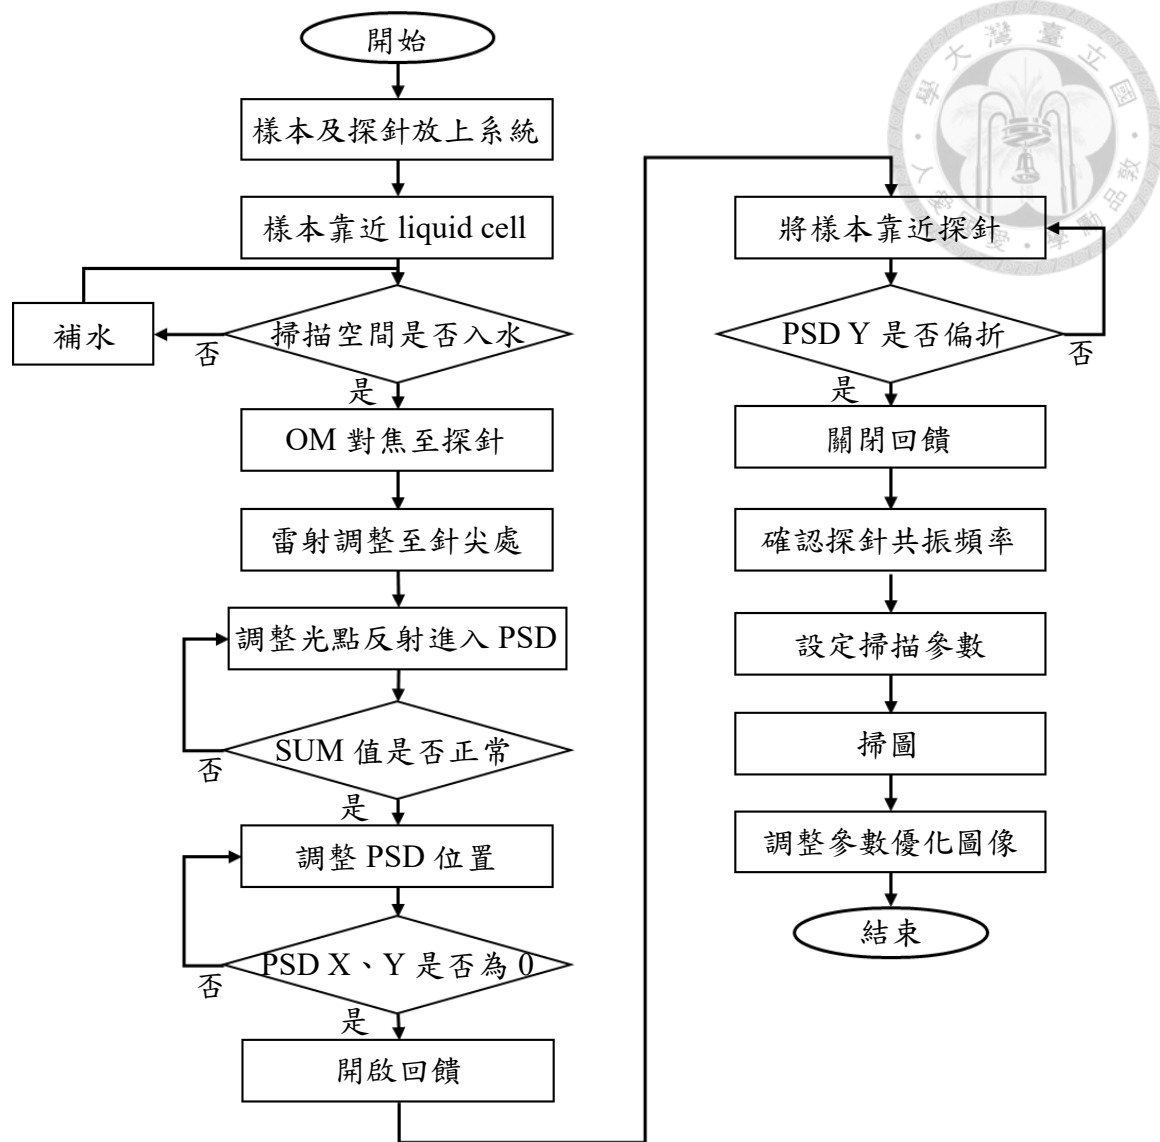 開始
樣本及探針放上系統
樣本靠近 liquid cell
掃描空間是否入水
否
補水
是
OM 對焦至探針
雷射調整至針尖處
調整光點反射進入 PSD
SUM 值是否正常
否
是
調整 PSD 位置
PSD X、Y 是否為 0
否
是
開啟回饋
將樣本靠近探針
PSD Y 是否偏折
否
是
關閉回饋
確認探針共振頻率
設定掃描參數
掃圖
調整參數優化圖像
結束